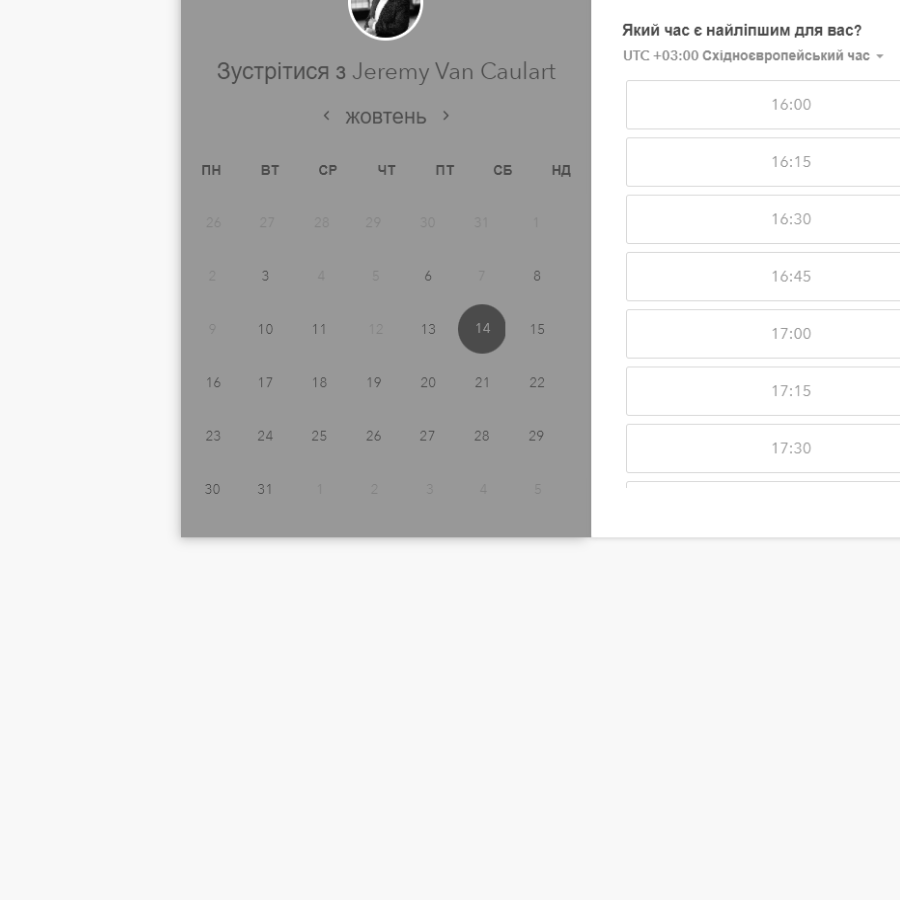 Зустрітися з Jeremy Van Caulart
‹ жовтень ›
ПН ВТ СР ЧТ ПТ СБ НД
26 27 28 29 30 31 1
2 3 4 5 6 7 8
9 10 11 12 13 14 15
16 17 18 19 20 21 22
23 24 25 26 27 28 29
30 31 1 2 3 4 5
Який час є найліпшим для вас?
UTC +03:00 Східноєвропейський час
16:00
16:15
16:30
16:45
17:00
17:15
17:30